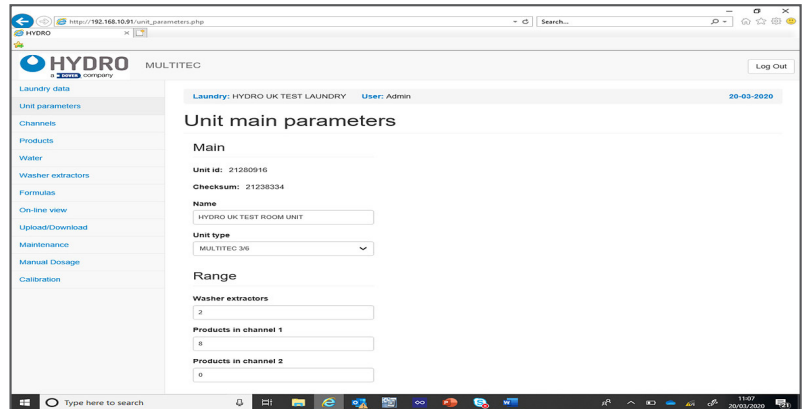 http://192.168.10.91/unit_parameters.php
Search...
HYDRO
HYDRO
a DOVER company
MULTITEC
Log Out
Laundry data
Unit parameters
Channels
Products
Water
Washer extractors
Formulas
On-line view
Upload/Download
Maintenance
Manual Dosage
Calibration
Laundry: HYDRO UK TEST LAUNDRY User: Admin 20-03-2020
Unit main parameters
Main
Unit id: 21280916
Checksum: 21238334
Name
HYDRO UK TEST ROOM UNIT
Unit type
MULTITEC 3/6
Range
Washer extractors
2
Products in channel 1
8
Products in channel 2
0
Type here to search
11:07
20/03/2020